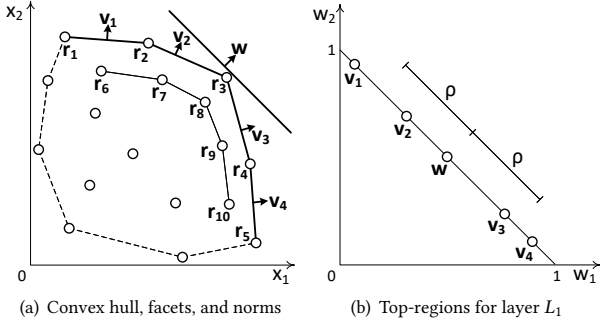 x2
v1
v2
w
r1
r2
r3
r6
r7
r8
v3
r9
r4
r10
v4
r5
0
x1
(a) Convex hull, facets, and norms
w2
1
v1
ρ
v2
w
ρ
v3
v4
0
1
w1
(b) Top-regions for layer L1